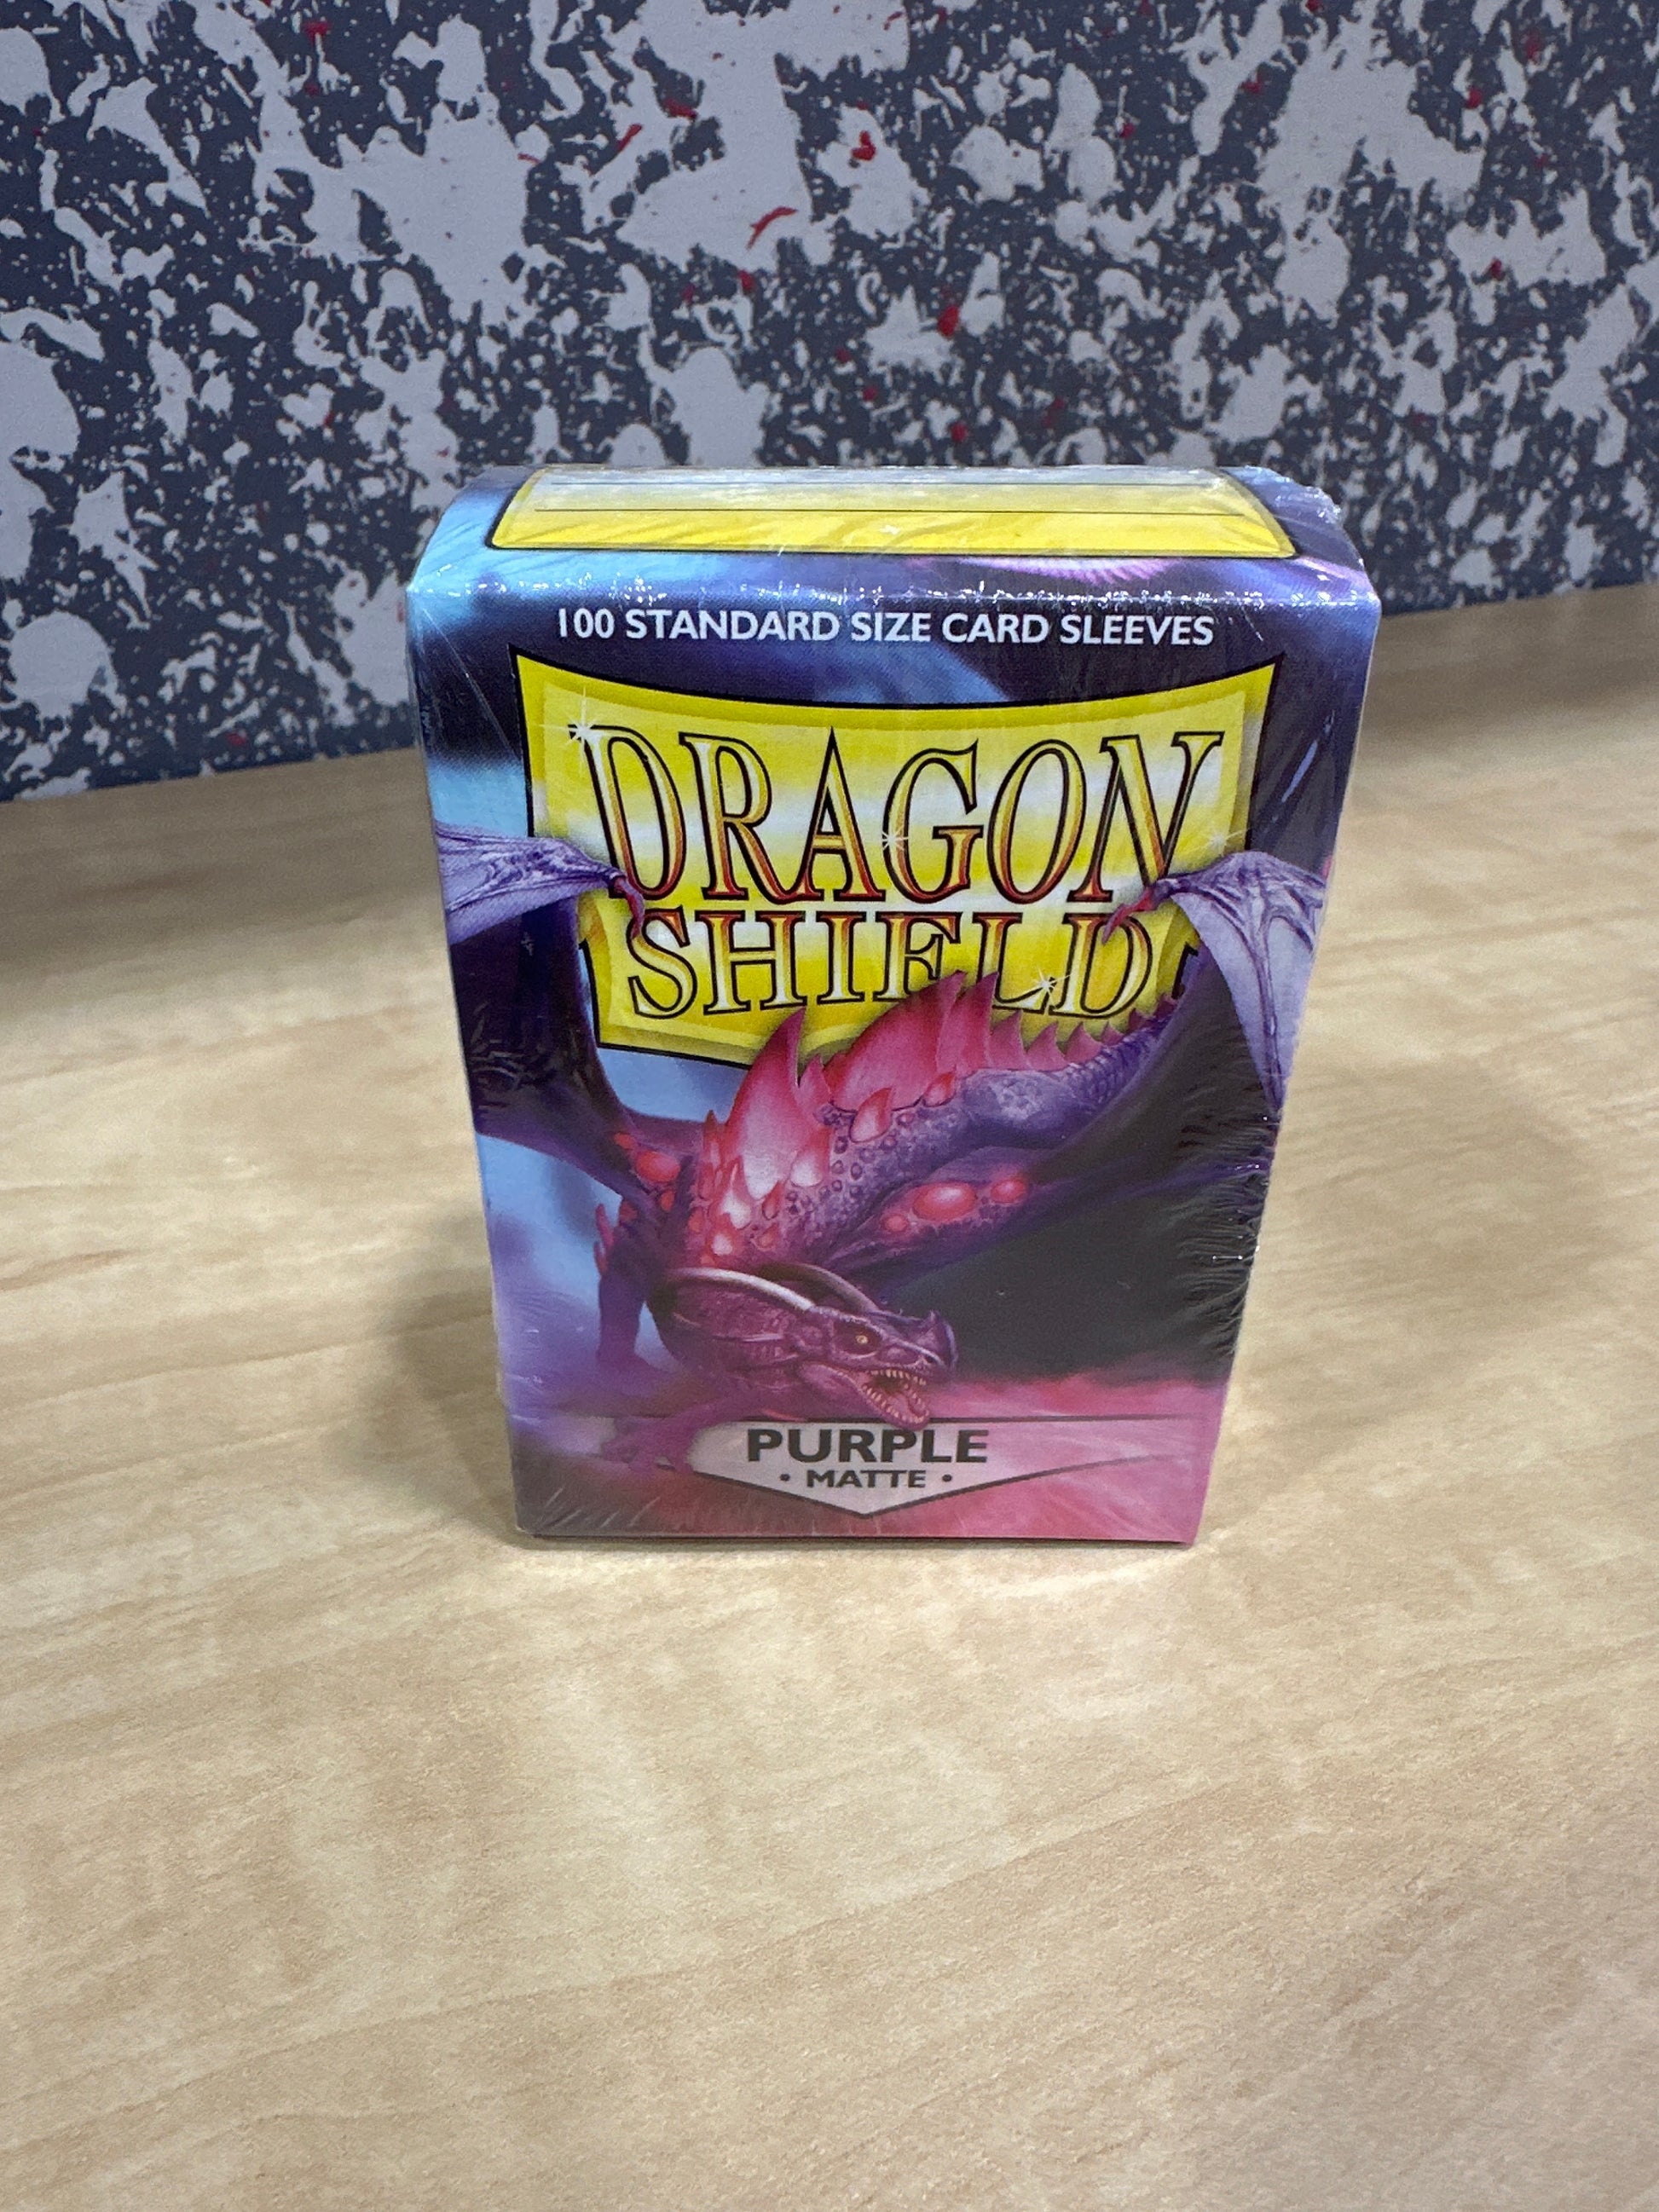 100 STANDARD SIZE CARD SLEEVES
DRAGON
SHIELD
PURPLE
• MATTE •